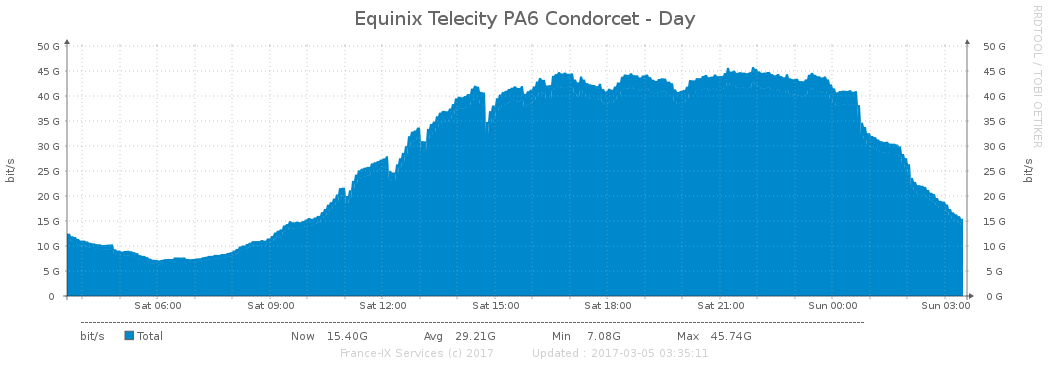 Equinix Telecity PA6 Condorcet - Day
RRDTOOL / TOBI OETIKER
bit/s
50 G 50 G
45 G 45 G
40 G 40 G
35 G 35 G
30 G 30 G
25 G 25 G
20 G 20 G
15 G 15 G
10 G 10 G
5 G 5 G
0 0 G
bit/s
Sat 06:00 Sat 09:00 Sat 12:00 Sat 15:00 Sat 18:00 Sat 21:00 Sun 00:00 Sun 03:00
bit/s Total Now 15.40G Avg 29.21G Min 7.08G Max 45.74G
France-IX Services (c) 2017 Updated : 2017-03-05 03:35:11